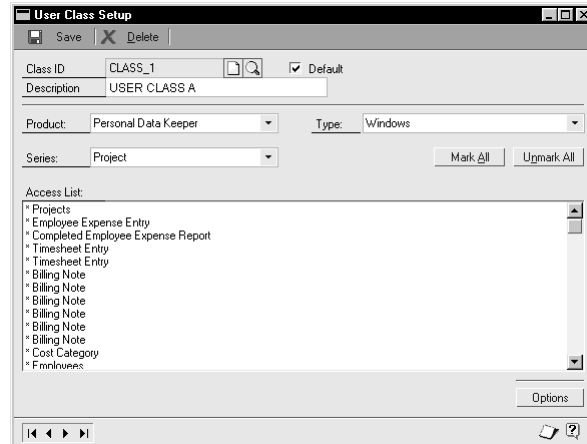 User Class Setup
Save Delete
Class ID CLASS_1 Default
Description USER CLASS A
Product: Personal Data Keeper Type: Windows
Series: Project Mark All Unmark All
Access List:
* Projects
* Employee Expense Entry
* Completed Employee Expense Report
* Timesheet Entry
* Timesheet Entry
* Billing Note
* Billing Note
* Billing Note
* Billing Note
* Billing Note
* Billing Note
* Cost Category
* Employees
Options